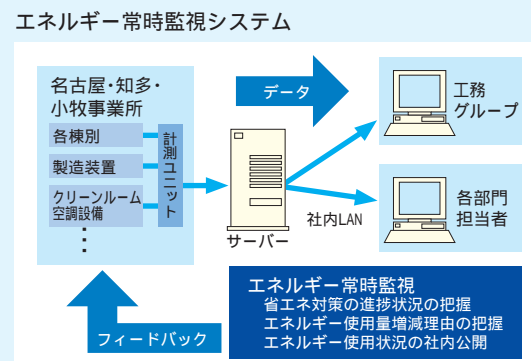 エネルギー常時監視システム
名古屋・知多・
小牧事業所
各棟別
製造装置
クリーンルーム
空調設備
計測ユニット
データ
サーバー
社内LAN
工務
グループ
各部門
担当者
フィードバック
エネルギー常時監視
省エネ対策の進捗状況の把握
エネルギー使用量増減理由の把握
エネルギー使用状況の社内公開